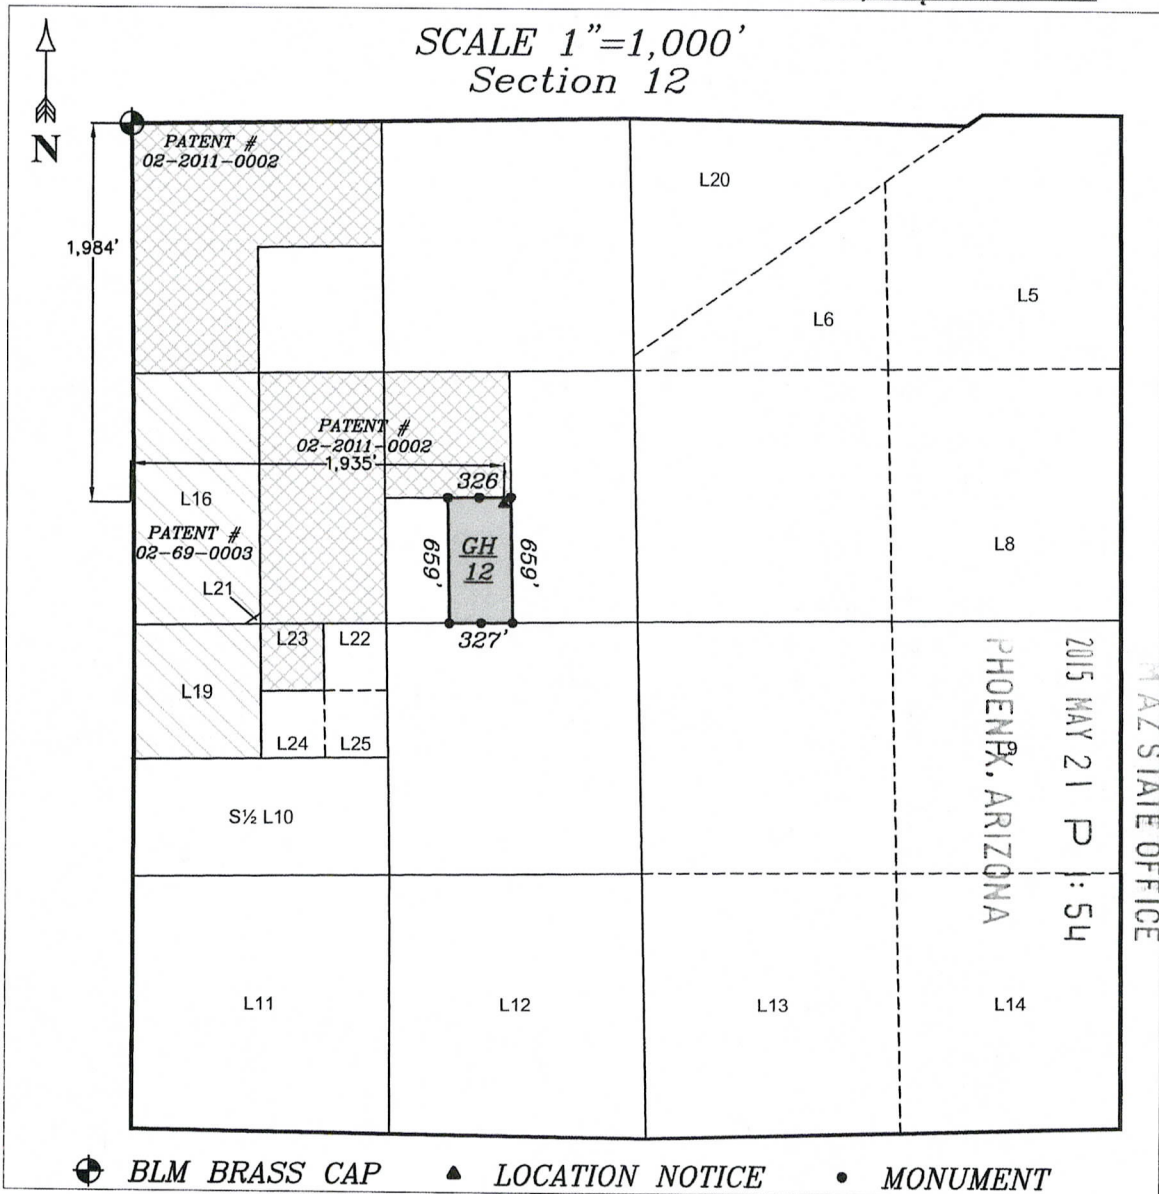 SCALE 1"=1,000'
Section 12
N
PATENT #
02-2011-0002
L20
1,984'
L5
L6
PATENT #
02-2011-0002
1,935'
326
L16
PATENT #
02-69-0003
659'
GH
12
659'
L8
L21
327'
L23
L22
L19
L24
L25
L9
S½ L10
L11
L12
L13
L14
AZ STATE OFFICE
2015 MAY 21 P 1:54
PHOENIX, ARIZONA
BLM BRASS CAP
LOCATION NOTICE
MONUMENT